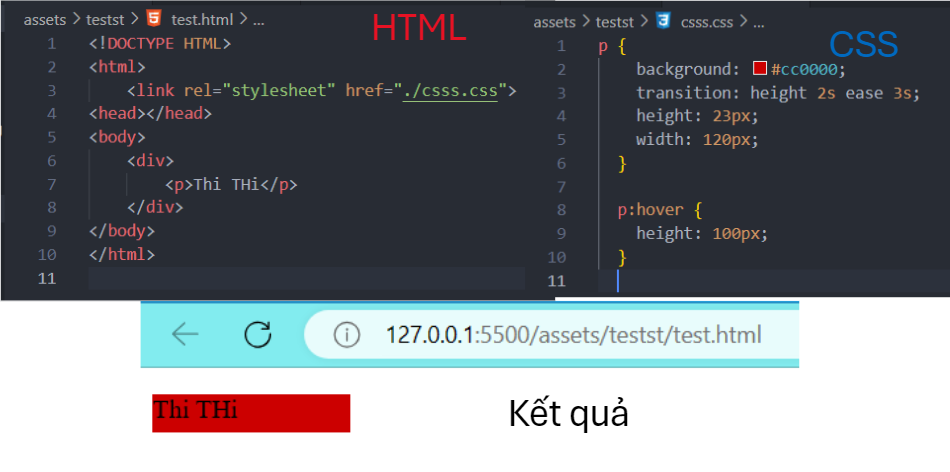 assets > testst > test.html > ...
HTML
1 <!DOCTYPE HTML>
2 <html>
3 <link rel="stylesheet" href="./csss.css">
4 <head></head>
5 <body>
6 <div>
7 <p>Thi THi</p>
8 </div>
9 </body>
10 </html>
11
assets > testst > csss.css > ...
CSS
1 p {
2 background: #cc0000;
3 transition: height 2s ease 3s;
4 height: 23px;
5 width: 120px;
6 }
7
8 p:hover {
9 height: 100px;
10 }
11
127.0.0.1:5500/assets/testst/test.html
Thi THi
Kết quả